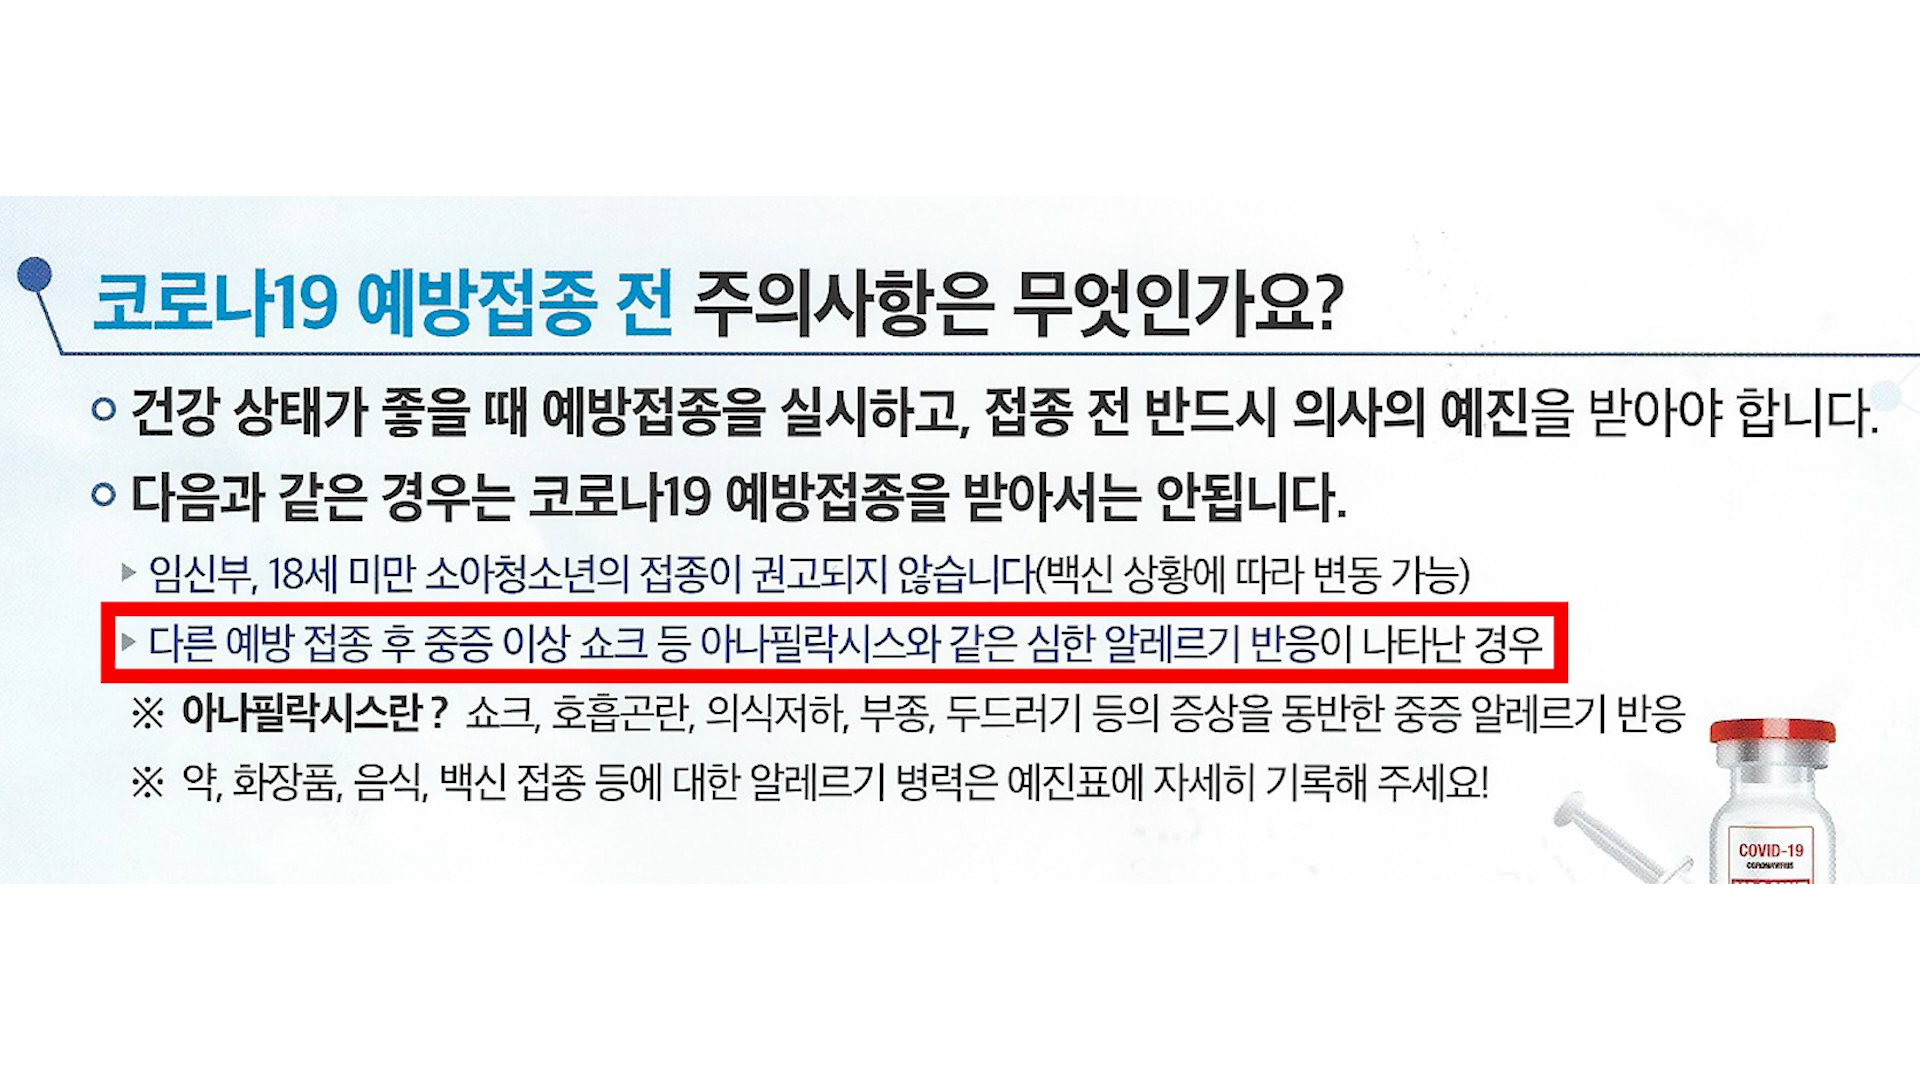 코로나19 예방접종 전 주의사항은 무엇인가요?
건강 상태가 좋을 때 예방접종을 실시하고, 접종 전 반드시 의사의 예진을 받아야 합니다.
다음과 같은 경우는 코로나19 예방접종을 받아서는 안됩니다.
▶ 임신부, 18세 미만 소아청소년의 접종이 권고되지 않습니다(백신 상황에 따라 변동 가능)
▶ 다른 예방 접종 후 중증 이상 쇼크 등 아나필락시스와 같은 심한 알레르기 반응이 나타난 경우
※ 아나필락시스란? 쇼크, 호흡곤란, 의식저하, 부종, 두드러기 등의 증상을 동반한 중증 알레르기 반응
※ 약, 화장품, 음식, 백신 접종 등에 대한 알레르기 병력은 예진표에 자세히 기록해 주세요!
COVID-19
CORONAVIRUS